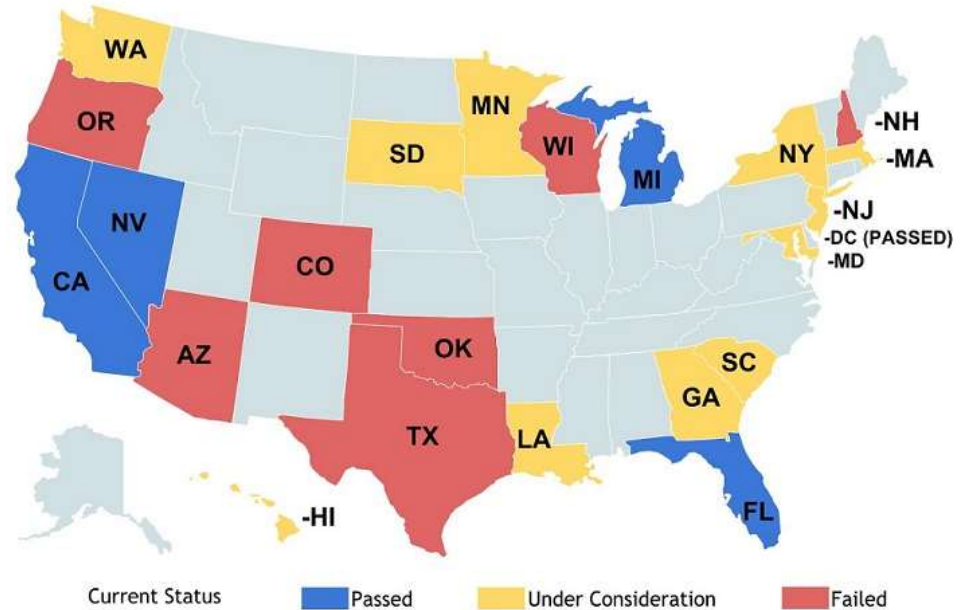 WA
MN
OR
-NH
WI
NY
SD
-MA
MI
-NJ
NV
-DC (PASSED)
-MD
CO
CA
OK
AZ
SC
GA
TX
LA
-HI
FL
Current Status
Passed
Under Consideration
Failed